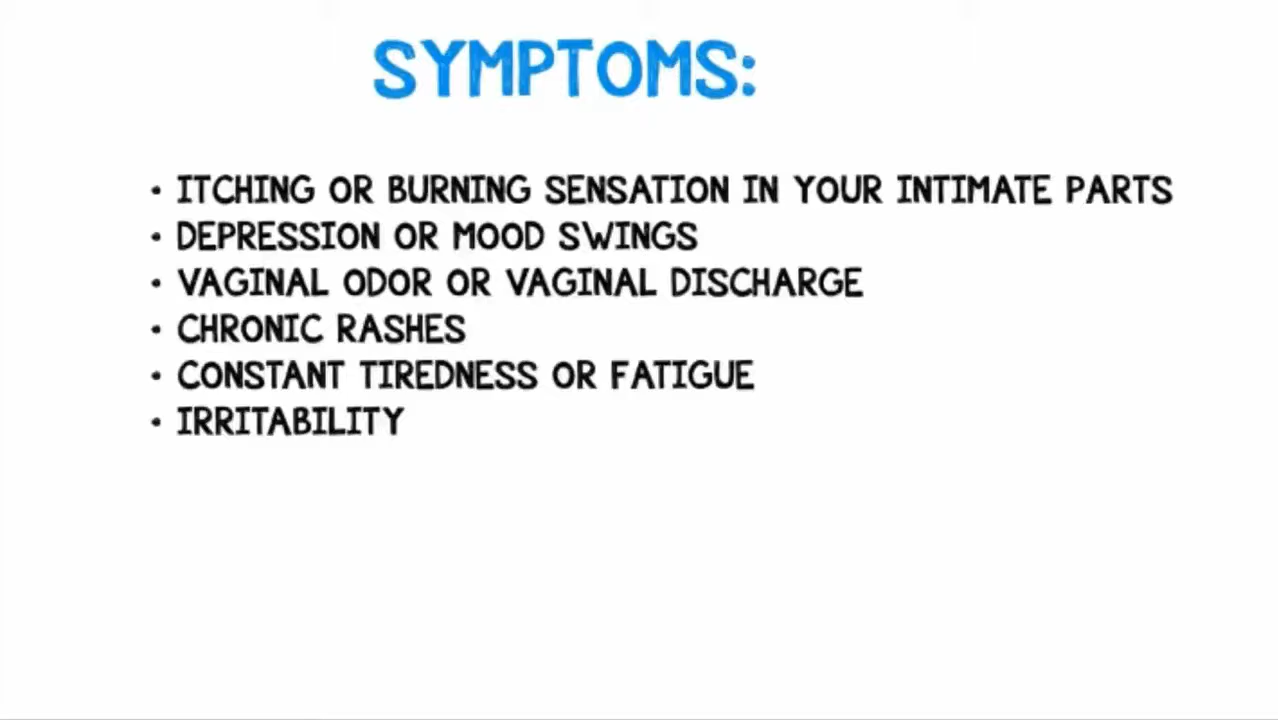 SYMPTOMS:
• ITCHING OR BURNING SENSATION IN YOUR INTIMATE PARTS
• DEPRESSION OR MOOD SWINGS
• VAGINAL ODOR OR VAGINAL DISCHARGE
• CHRONIC RASHES
• CONSTANT TIREDNESS OR FATIGUE
• IRRITABILITY